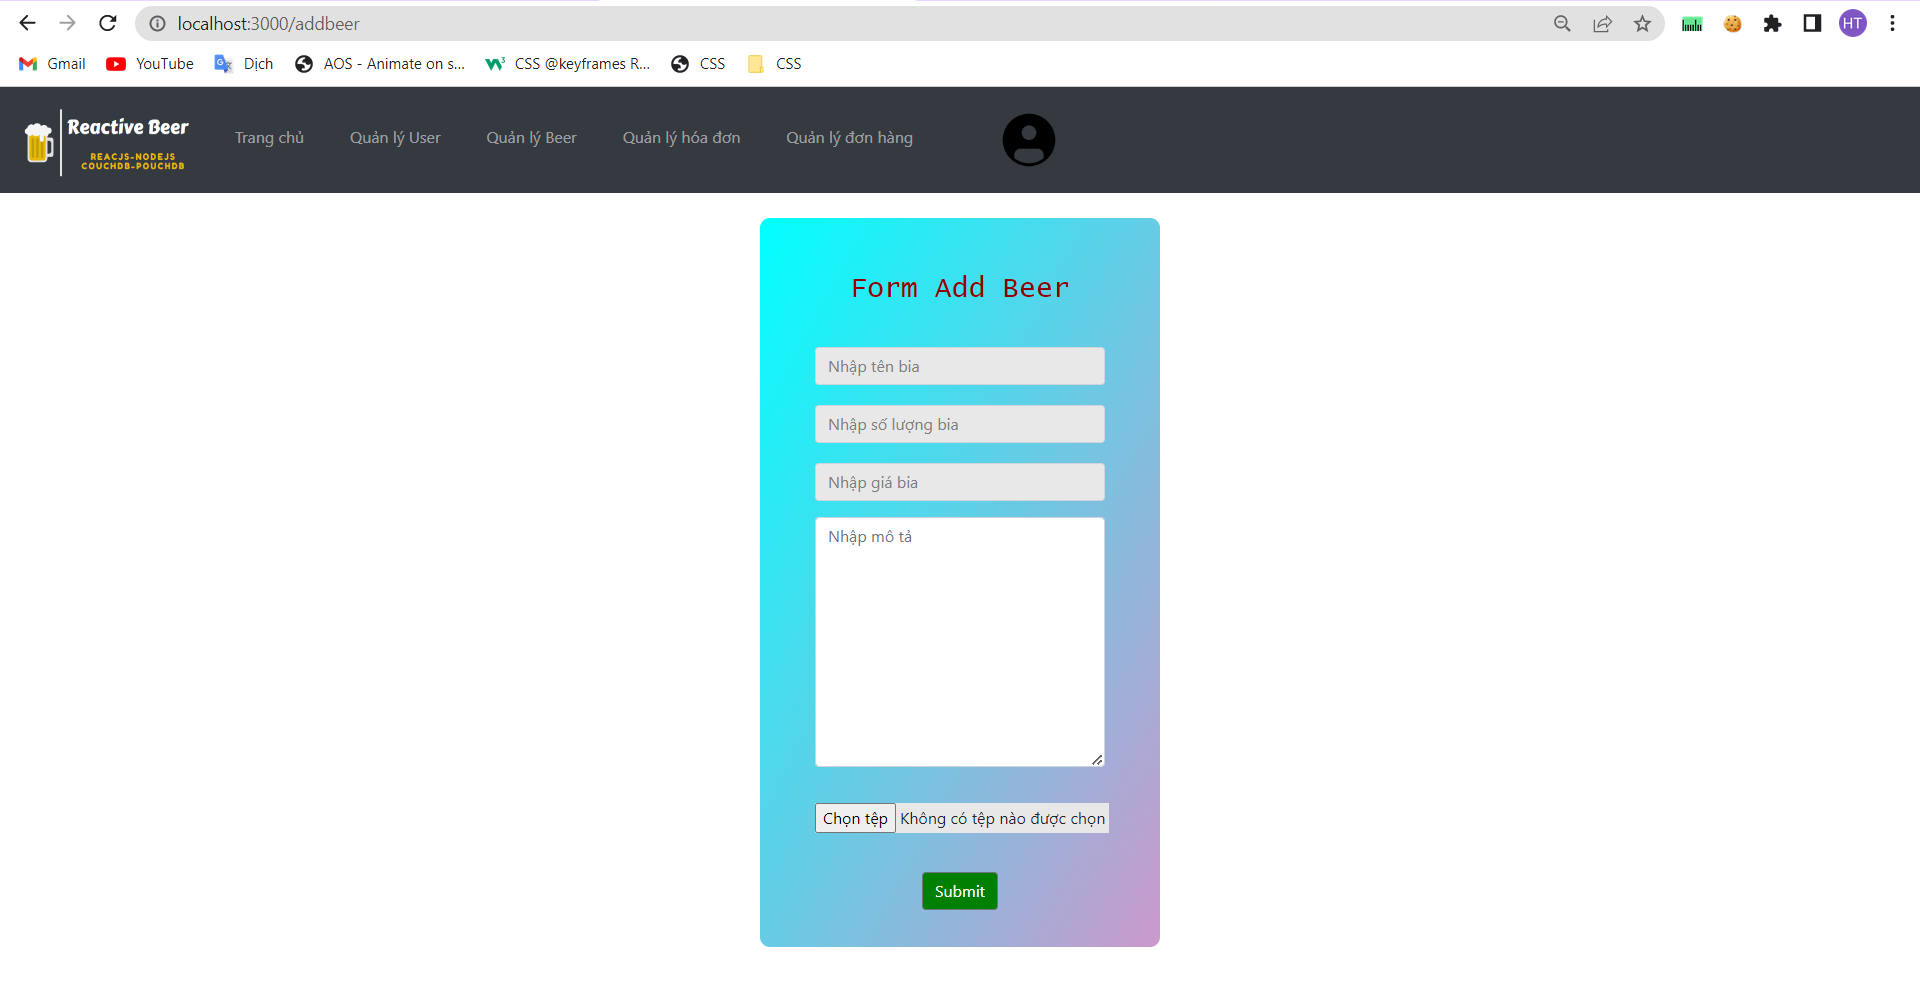 localhost:3000/addbeer
HT
Gmail
YouTube
Dịch
AOS - Animate on s...
CSS @keyframes R...
CSS
CSS
Reactive Beer
REACJS-NODEJS
COUCHDB-POUCHDB
Trang chủ
Quản lý User
Quản lý Beer
Quản lý hóa đơn
Quản lý đơn hàng
Form Add Beer
Nhập tên bia
Nhập số lượng bia
Nhập giá bia
Nhập mô tả
Chọn tệp Không có tệp nào được chọn
Submit